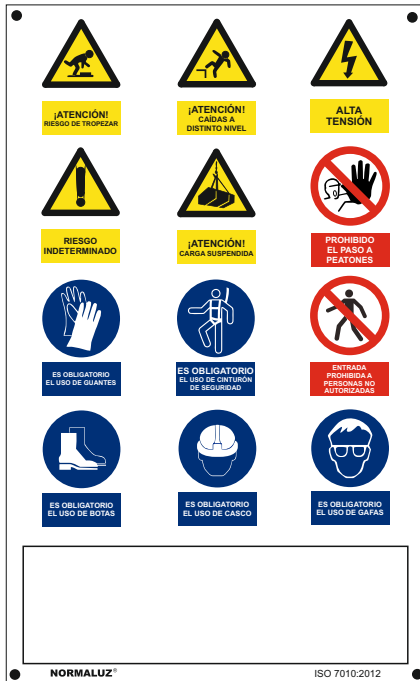 ¡ATENCIÓN!
RIESGO DE TROPEZAR
¡ATENCIÓN!
CAÍDAS A
DISTINTO NIVEL
ALTA
TENSIÓN
RIESGO
INDETERMINADO
¡ATENCIÓN!
CARGA SUSPENDIDA
PROHIBIDO
EL PASO A
PEATONES
ES OBLIGATORIO
EL USO DE GUANTES
ES OBLIGATORIO
EL USO DE CINTURÓN
DE SEGURIDAD
ENTRADA
PROHIBIDA A
PERSONAS NO
AUTORIZADAS
ES OBLIGATORIO
EL USO DE BOTAS
ES OBLIGATORIO
EL USO DE CASCO
ES OBLIGATORIO
EL USO DE GAFAS
NORMALUZ®
ISO 7010:2012